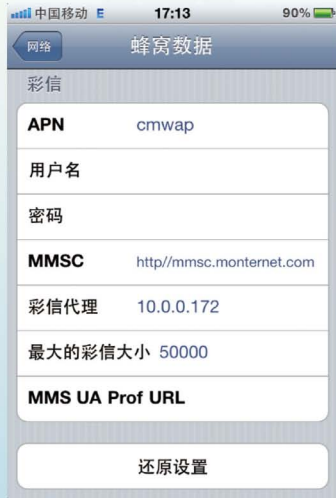 中国移动 E 17:13 90%
网络 蜂窝数据
彩信
APN cmwap
用户名
密码
MMSC http//mmsc.monternet.com
彩信代理 10.0.0.172
最大的彩信大小 50000
MMS UA Prof URL
还原设置